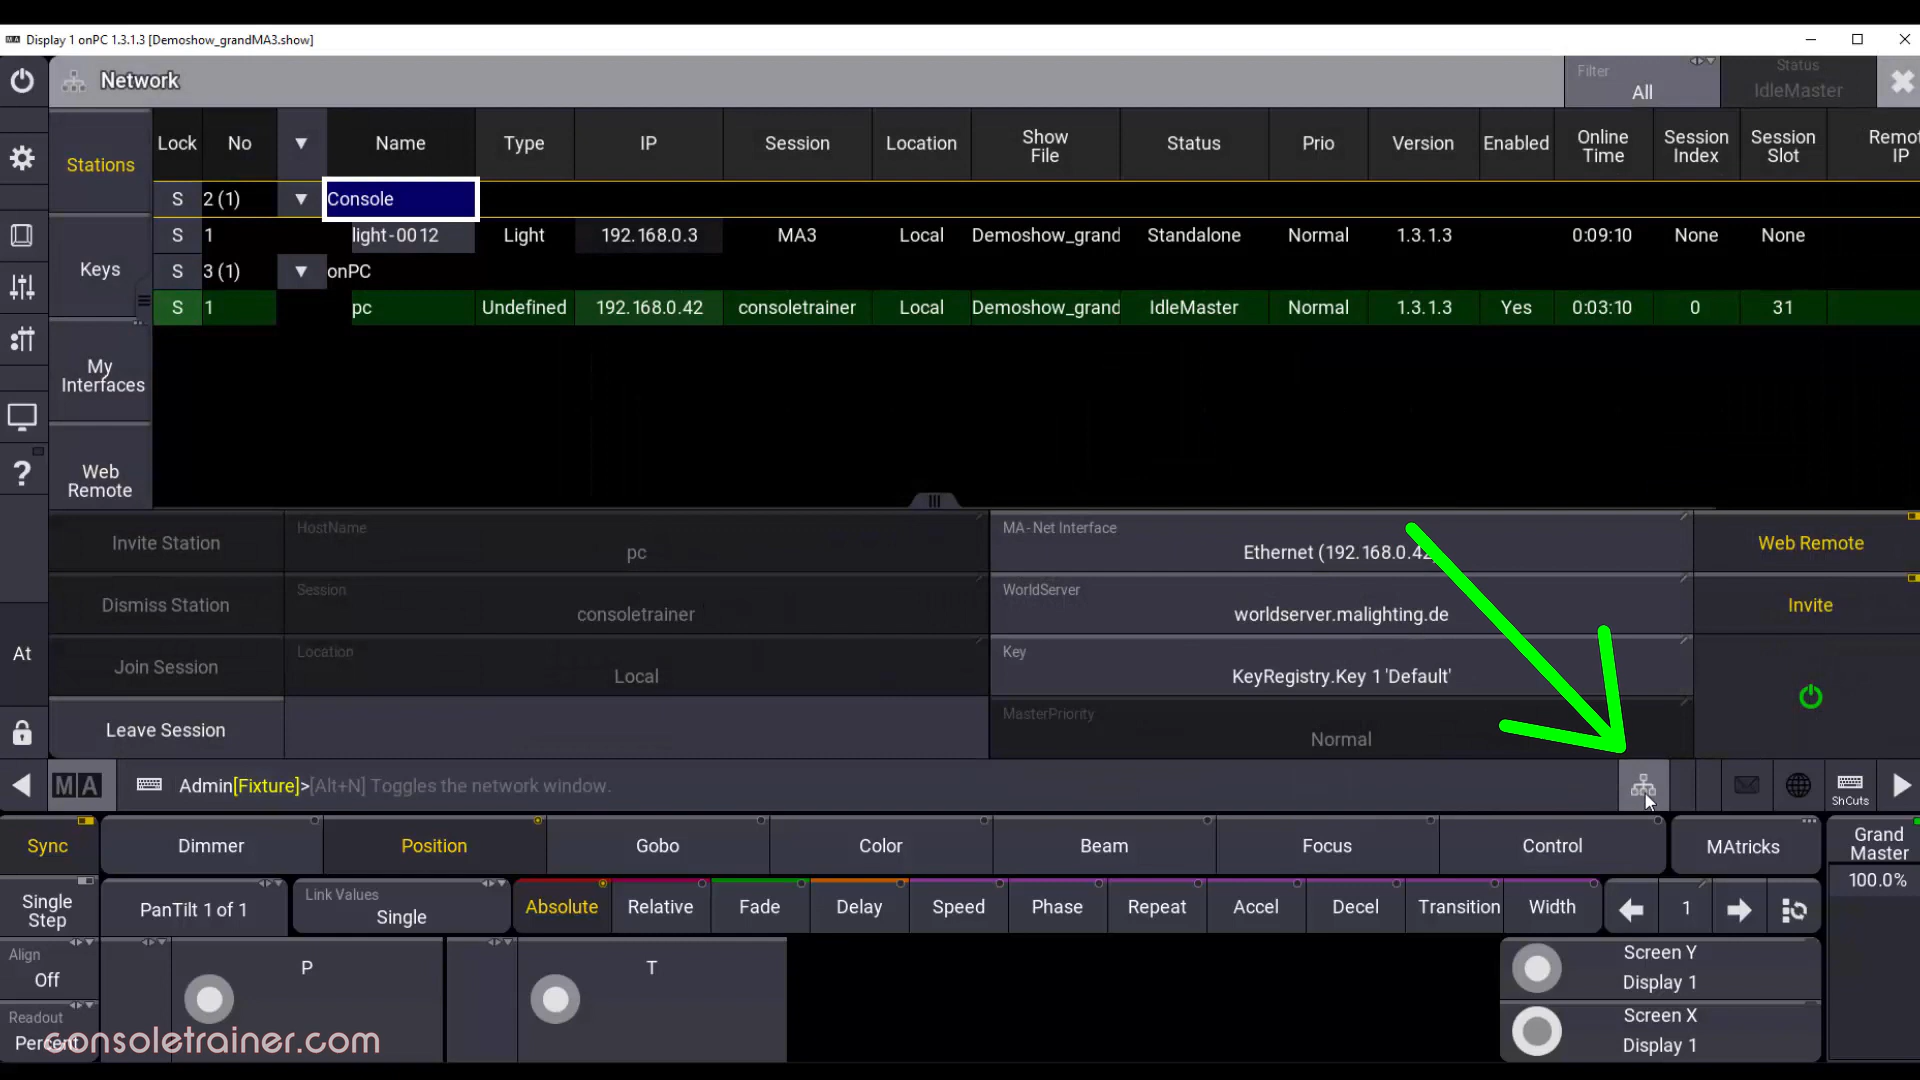 Display 1 onPC 1.3.1.3 [Demoshow_grandMA3.show]
Network
Filter
All
Status
IdleMaster
Lock No Name Type IP Session Location Show File Status Prio Version Enabled Online Time Session Index Session Slot IP
S 2 (1) Console
S 1 light-0012 Light 192.168.0.3 MA3 Local Demoshow_grand Standalone Normal 1.3.1.3 0:09:10 None None
S 3 (1) onPC
S 1 pc Undefined 192.168.0.42 consoletrainer Local Demoshow_grand IdleMaster Normal 1.3.1.3 Yes 0:03:10 0 31
Stations
Keys
My
Interfaces
Web
Remote
?
At
Invite Station
HostName
pc
MA-Net Interface
Ethernet (192.168.0.42
Web Remote
Dismiss Station
Session
consoletrainer
WorldServer
worldserver.malighting.de
Invite
Join Session
Location
Local
Key
KeyRegistry.Key 1 'Default'
Leave Session
MasterPriority
Normal
MA
Admin[Fixture]>[Alt+N] Toggles the network window.
ShCuts
Sync Dimmer Position Gobo Color Beam Focus Control MAtricks
Grand
Master
100.0%
Single
Step
PanTilt 1 of 1
Link Values
Single
Absolute Relative Fade Delay Speed Phase Repeat Accel Decel Transition Width 1
Align
Off
P
T
Screen Y
Display 1
Readout
Percent
Screen X
Display 1
consoletrainer.com